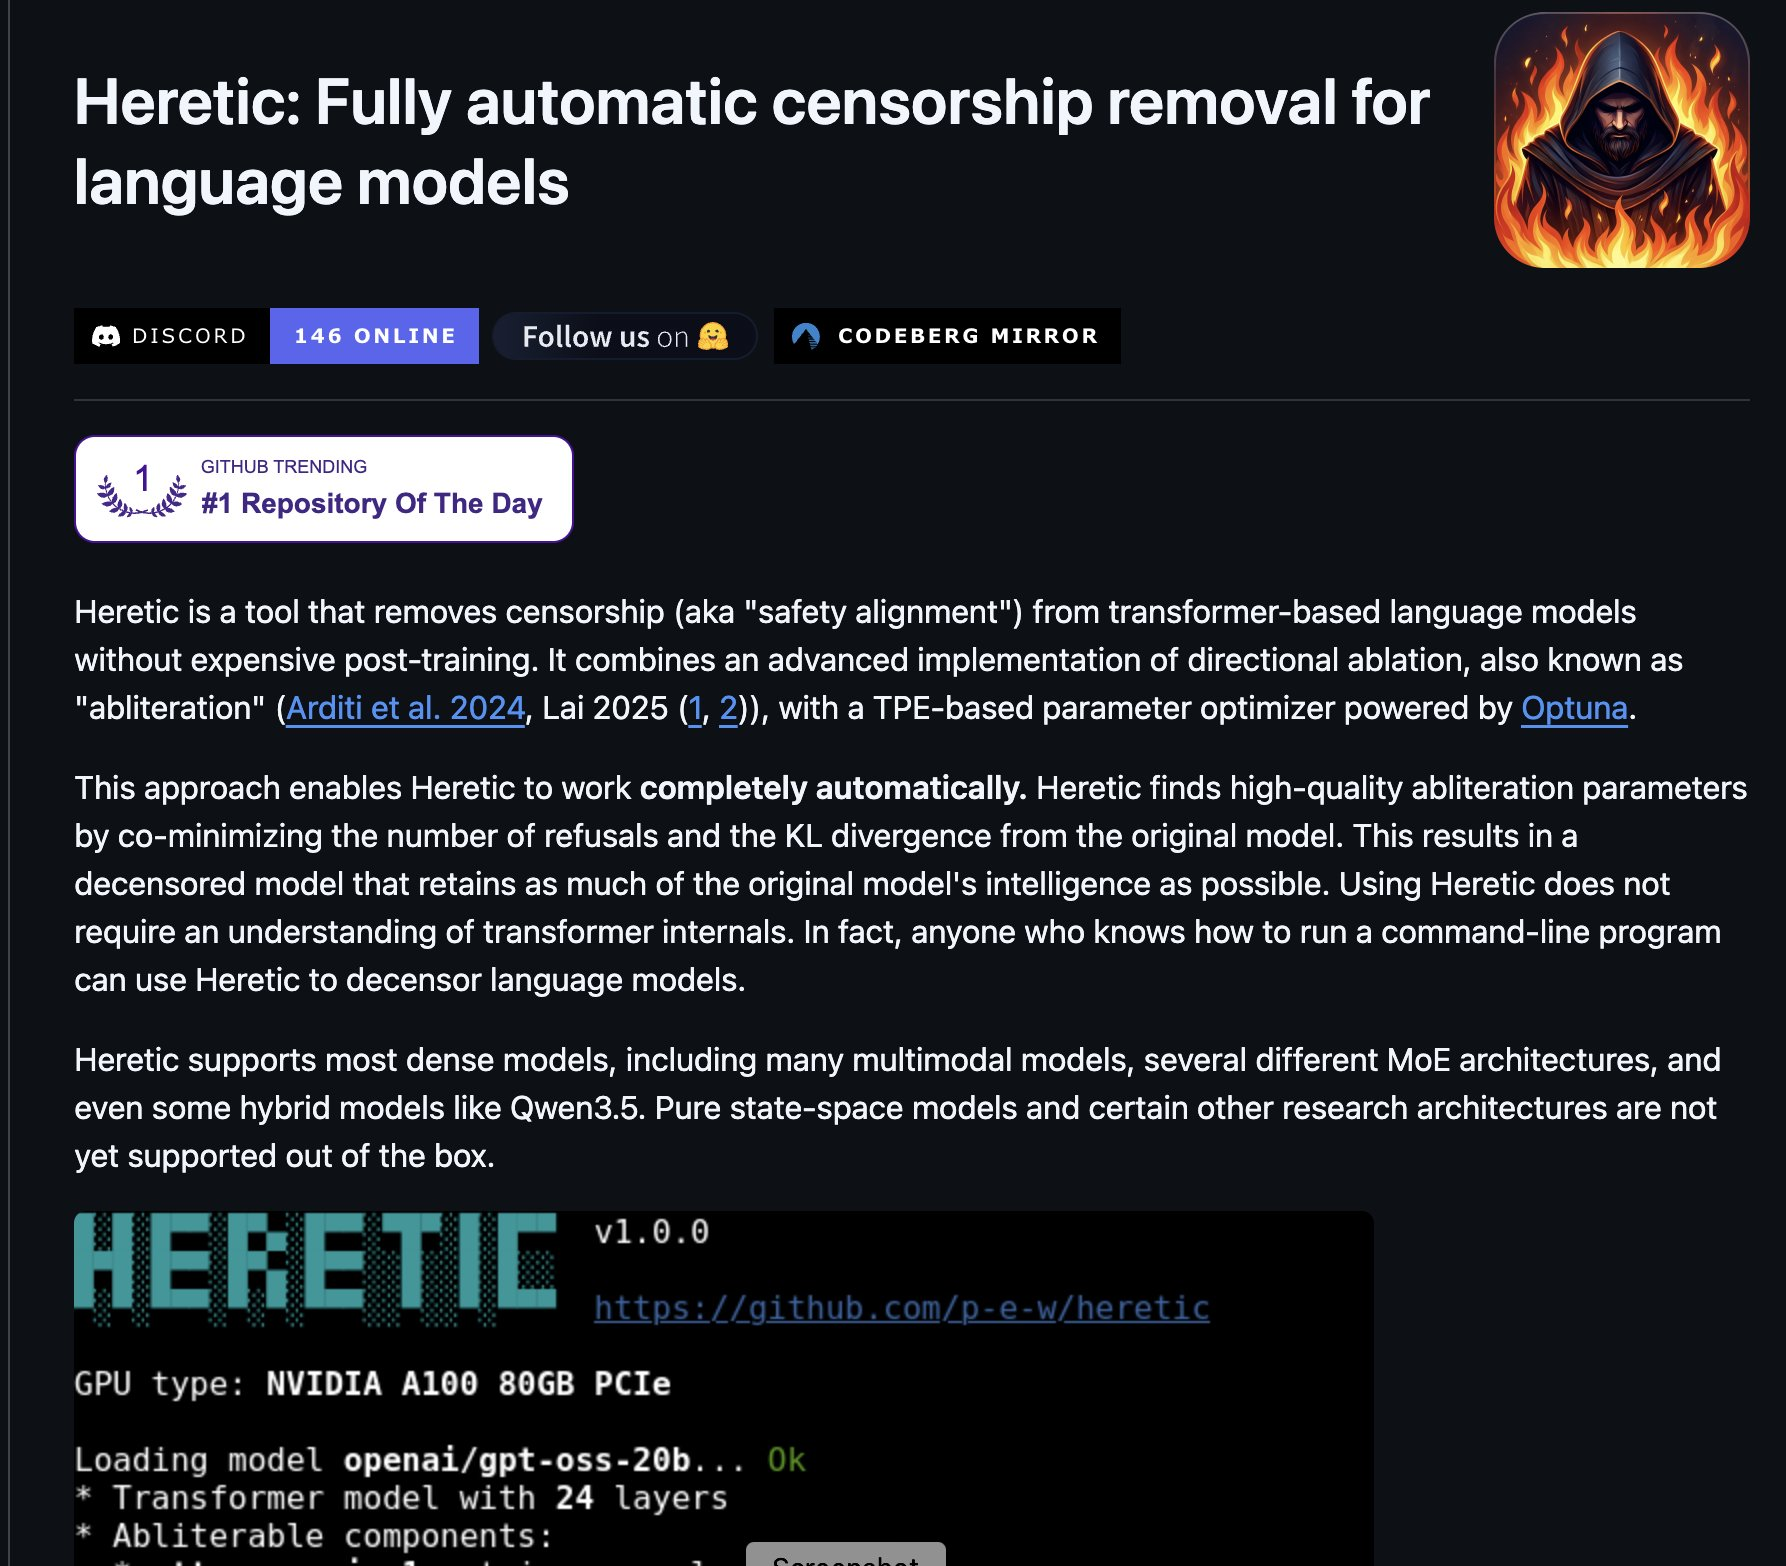 Heretic: Fully automatic censorship removal for
language models
DISCORD 146 ONLINE Follow us on CODEBERG MIRROR
1
GITHUB TRENDING
#1 Repository Of The Day
Heretic is a tool that removes censorship (aka "safety alignment") from transformer-based language models
without expensive post-training. It combines an advanced implementation of directional ablation, also known as
"abliteration" (Arditi et al. 2024, Lai 2025 (1, 2)), with a TPE-based parameter optimizer powered by Optuna.
This approach enables Heretic to work completely automatically. Heretic finds high-quality abliteration parameters
by co-minimizing the number of refusals and the KL divergence from the original model. This results in a
decensored model that retains as much of the original model's intelligence as possible. Using Heretic does not
require an understanding of transformer internals. In fact, anyone who knows how to run a command-line program
can use Heretic to decensor language models.
Heretic supports most dense models, including many multimodal models, several different MoE architectures, and
even some hybrid models like Qwen3.5. Pure state-space models and certain other research architectures are not
yet supported out of the box.
HERETIC v1.0.0
https://github.com/p-e-w/heretic
GPU type: NVIDIA A100 80GB PCIe
Loading model openai/gpt-oss-20b... Ok
* Transformer model with 24 layers
* Abliterable components:
Screenshot